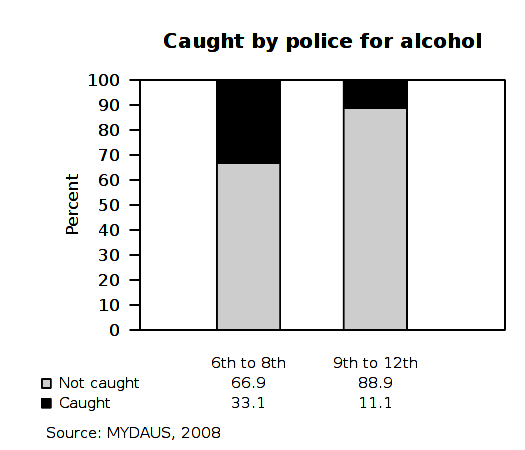 Caught by police for alcohol
100
90
80
70
60
50
40
30
20
10
0
Percent
6th to 8th 9th to 12th
Not caught 66.9 88.9
Caught 33.1 11.1
Source: MYDAUS, 2008